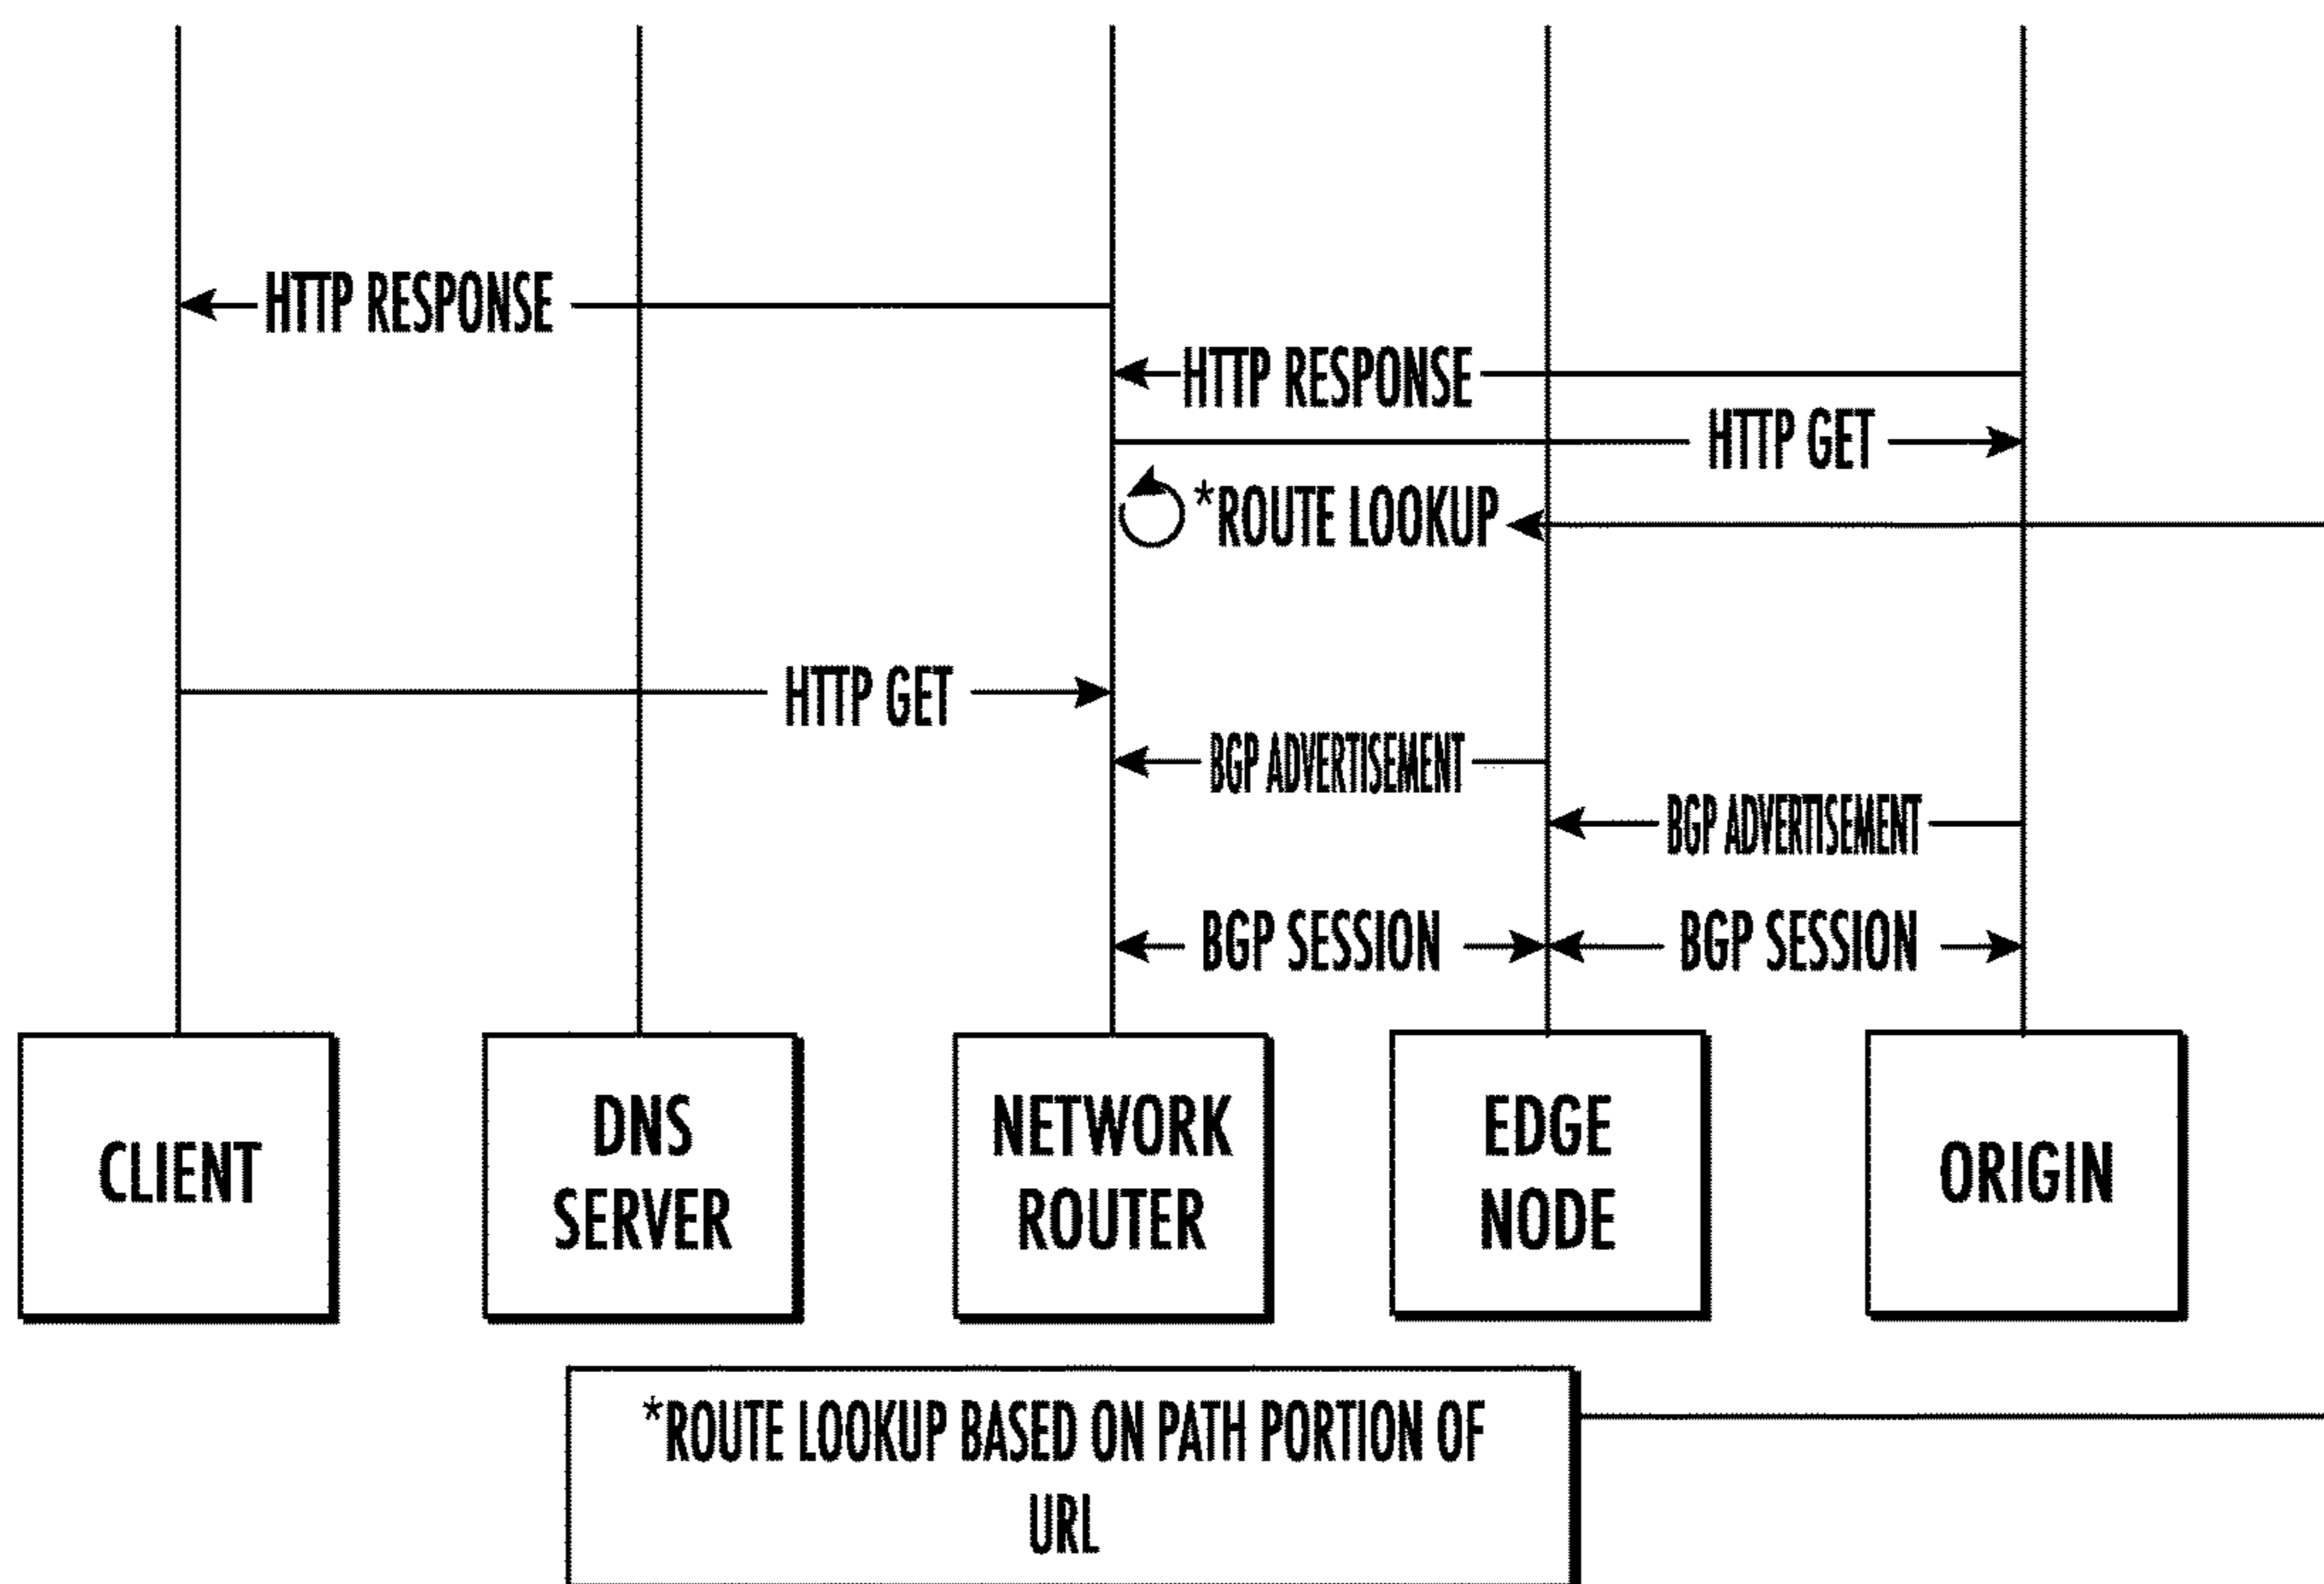 HTTP RESPONSE
HTTP RESPONSE
HTTP GET
*ROUTE LOOKUP
HTTP GET
BGP ADVERTISEMENT
BGP ADVERTISEMENT
BGP SESSION
BGP SESSION
CLIENT
DNS
SERVER
NETWORK
ROUTER
EDGE
NODE
ORIGIN
*ROUTE LOOKUP BASED ON PATH PORTION OF
URL